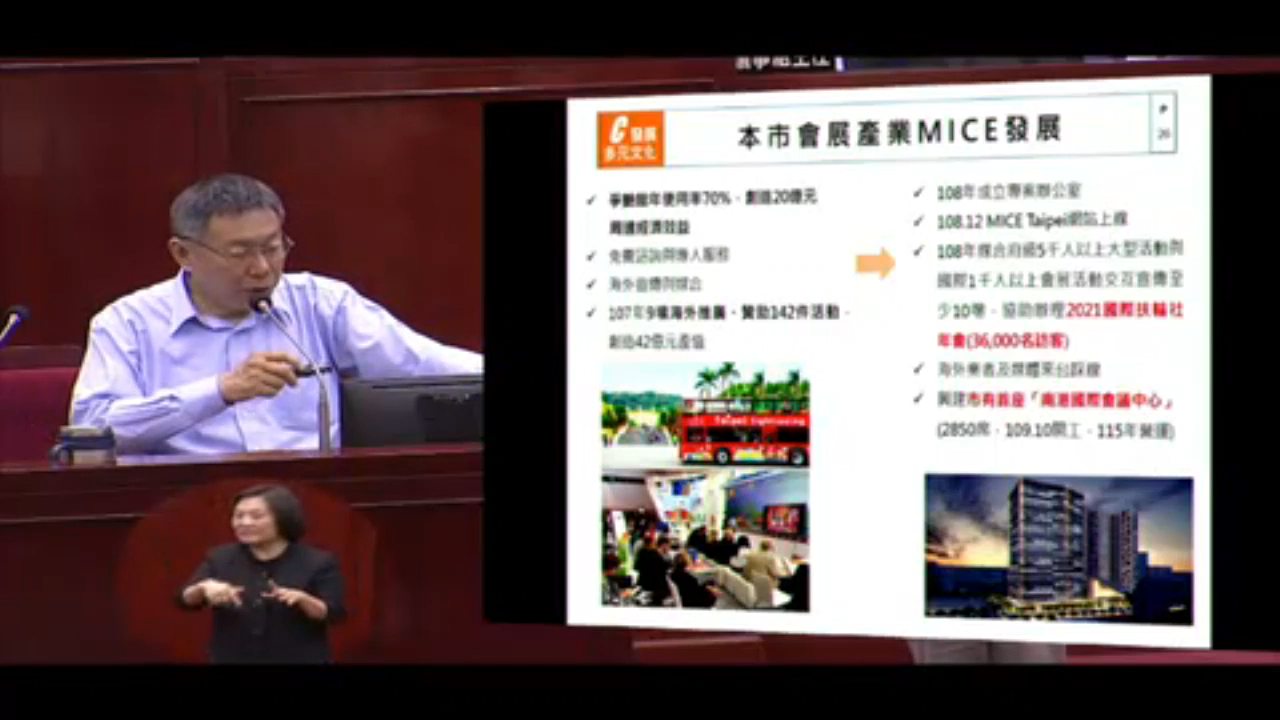 C 發展
多元文化
本市會展產業MICE發展
P
26
爭艷館年使用率70%，創造20億元
周邊經濟效益
免費諮詢與專人服務
海外宣傳與媒合
107年9場海外推廣、贊助142件活動，
創造42億元產值
108年成立專案辦公室
108.12 MICE Taipei網站上線
108年媒合府級5千人以上大型活動與
國際1千人以上會展活動交互宣傳至
少10場，協助辦理2021國際扶輪社
年會(36,000名訪客)
海外業者及媒體來台踩線
興建市有首座「南港國際會議中心」
(2850席，109.10開工，115年營運)
Taipei Sightseeing